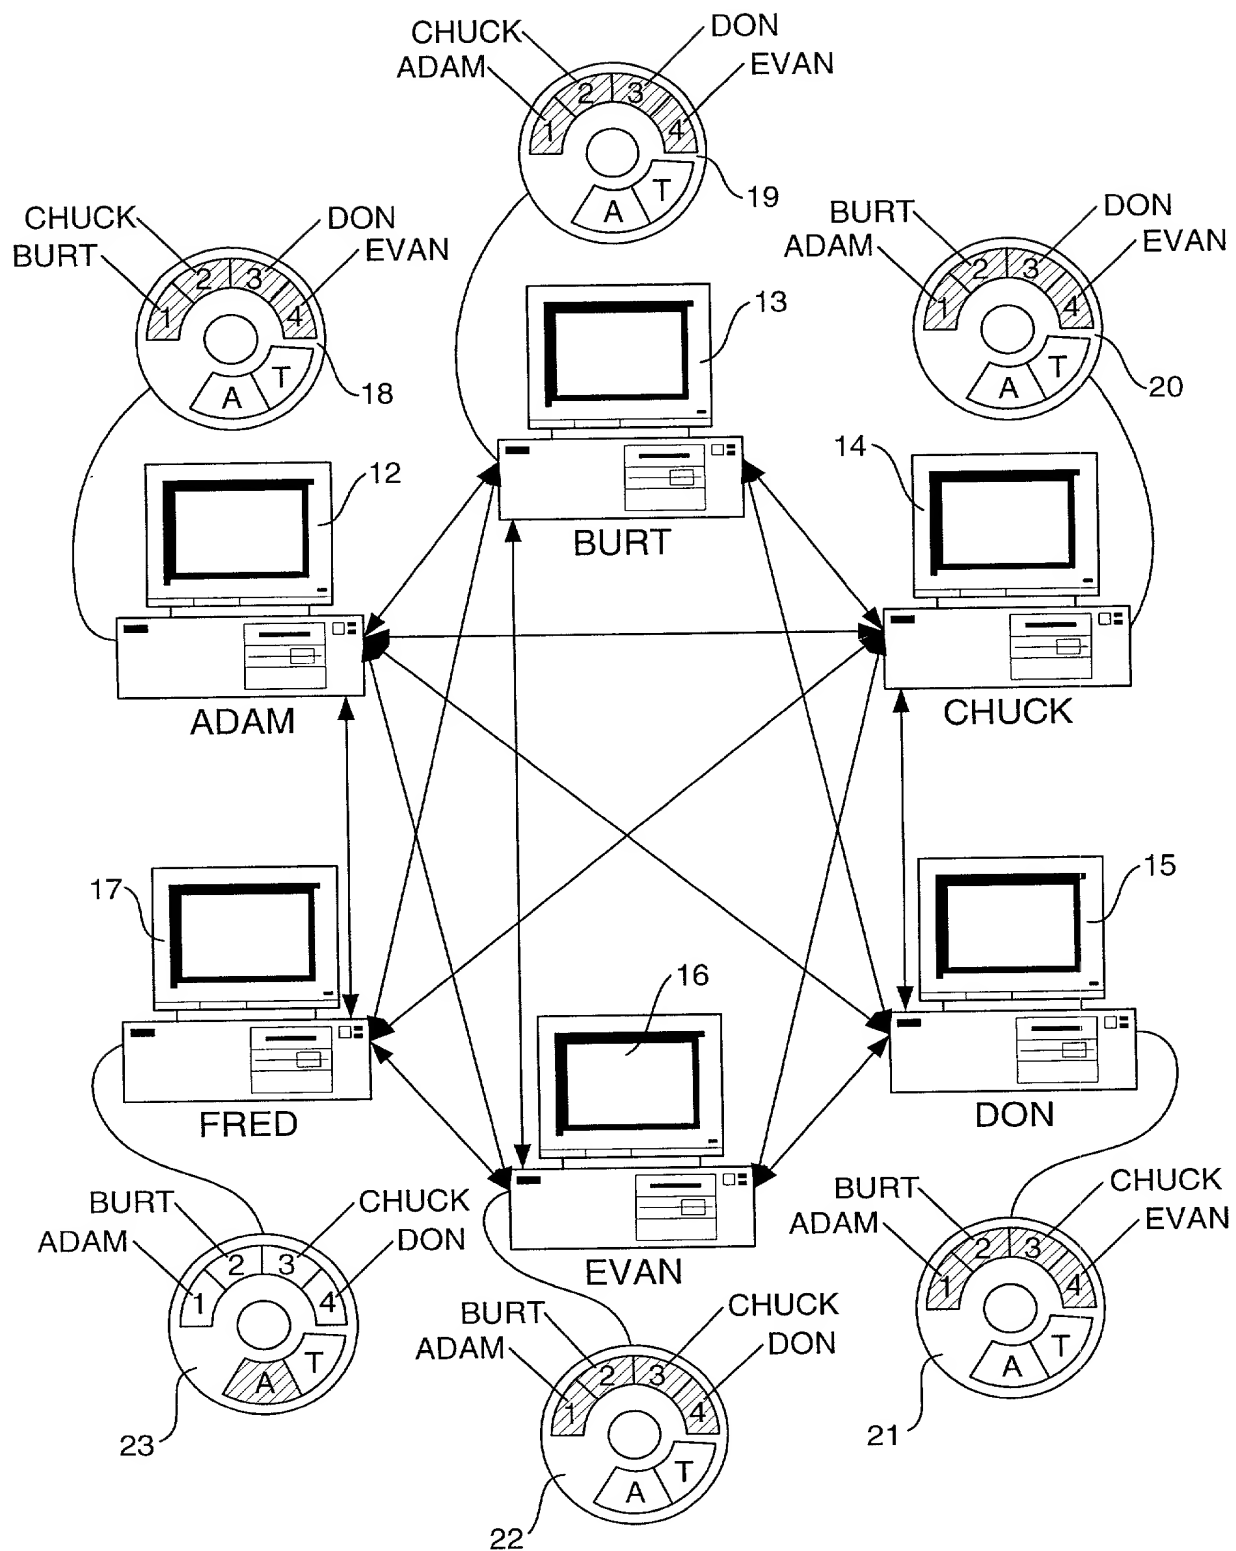 CHUCK
DON
ADAM
EVAN
1 2 3 4
A T
19
CHUCK
DON
BURT
EVAN
1 2 3 4
A T
18
BURT
DON
ADAM
EVAN
1 2 3 4
A T
20
13
BURT
12
ADAM
14
CHUCK
17
FRED
15
DON
16
EVAN
BURT
CHUCK
ADAM
DON
1 2 3 4
A T
23
BURT
CHUCK
ADAM
DON
1 2 3 4
A T
22
BURT
CHUCK
ADAM
EVAN
1 2 3 4
A T
21